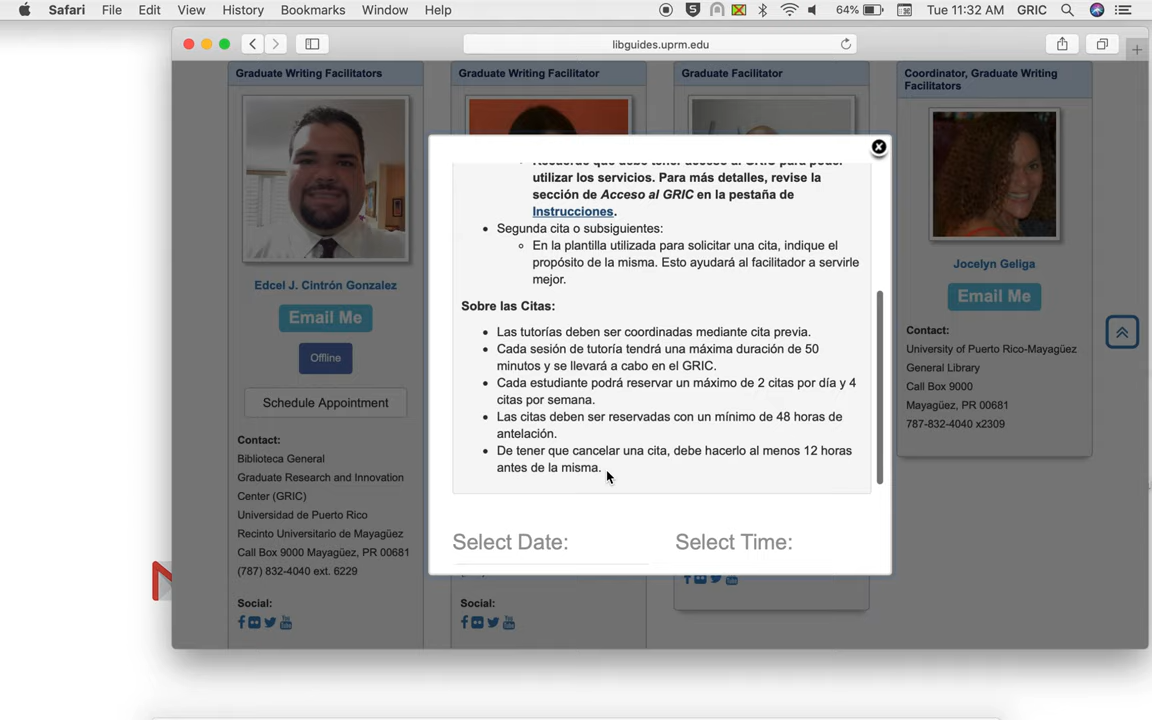 Safari File Edit View History Bookmarks Window Help 64% Tue 11:32 AM GRIC
libguides.uprm.edu
Graduate Writing Facilitators
Edcel J. Cintrón Gonzalez
Email Me
Offline
Schedule Appointment
Contact:
Biblioteca General
Graduate Research and Innovation
Center (GRIC)
Universidad de Puerto Rico
Recinto Universitario de Mayagüez
Call Box 9000 Mayagüez, PR 00681
(787) 832-4040 ext. 6229
Social:
Graduate Writing Facilitator
Social:
Graduate Facilitator
Coordinator, Graduate Writing
Facilitators
Jocelyn Geliga
Email Me
Contact:
University of Puerto Rico-Mayagüez
General Library
Call Box 9000
Mayagüez, PR 00681
787-832-4040 x2309
Recuerde que debe tener acceso al GRIC para poder
utilizar los servicios. Para más detalles, revise la
sección de Acceso al GRIC en la pestaña de
Instrucciones.
Segunda cita o subsiguientes:
En la plantilla utilizada para solicitar una cita, indique el
propósito de la misma. Esto ayudará al facilitador a servirle
mejor.
Sobre las Citas:
Las tutorías deben ser coordinadas mediante cita previa.
Cada sesión de tutoría tendrá una máxima duración de 50
minutos y se llevará a cabo en el GRIC.
Cada estudiante podrá reservar un máximo de 2 citas por día y 4
citas por semana.
Las citas deben ser reservadas con un mínimo de 48 horas de
antelación.
De tener que cancelar una cita, debe hacerlo al menos 12 horas
antes de la misma.
Select Date:
Select Time: